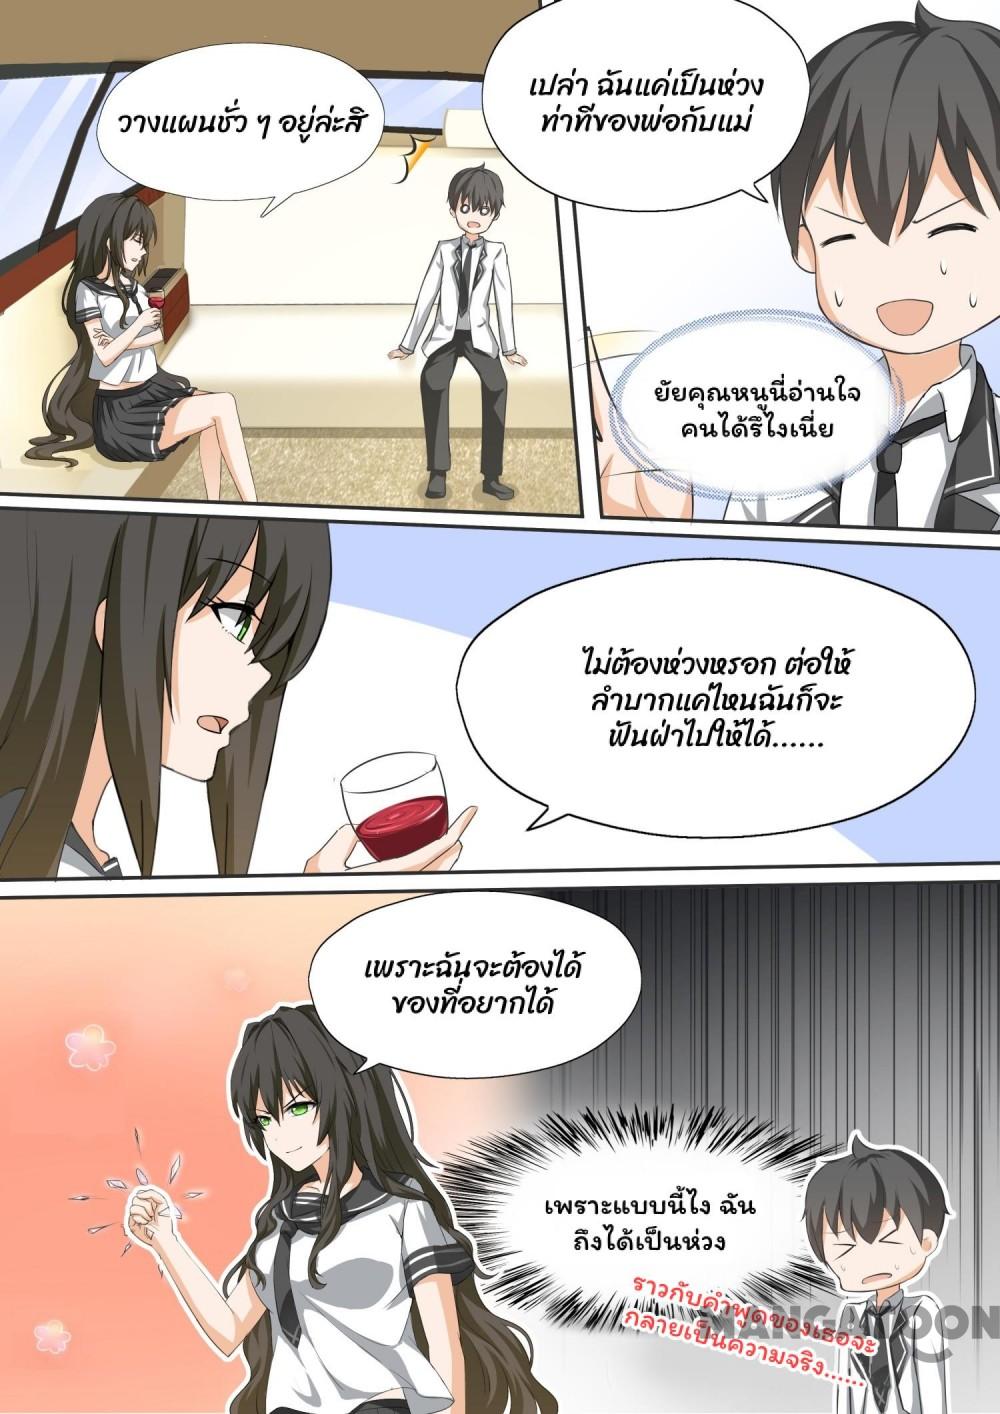 วางแผนชั่ว ๆ อยู่ล่ะสิ
เปล่า ฉันแค่เป็นห่วง
ท่าทีของพ่อกับแม่
ยัยคุณหนูนี่อ่านใจ
คนได้รึไงเนี่ย
ไม่ต้องห่วงหรอก ต่อให้
ลำบากแค่ไหนฉันก็จะ
ฟันฝ่าไปให้ได้......
เพราะฉันจะต้องได้
ของที่อยากได้
เพราะแบบนี้ไง ฉัน
ถึงได้เป็นห่วง
ราวกับคำพูดของเธอจะ
กลายเป็นความจริง......
MANGATOON